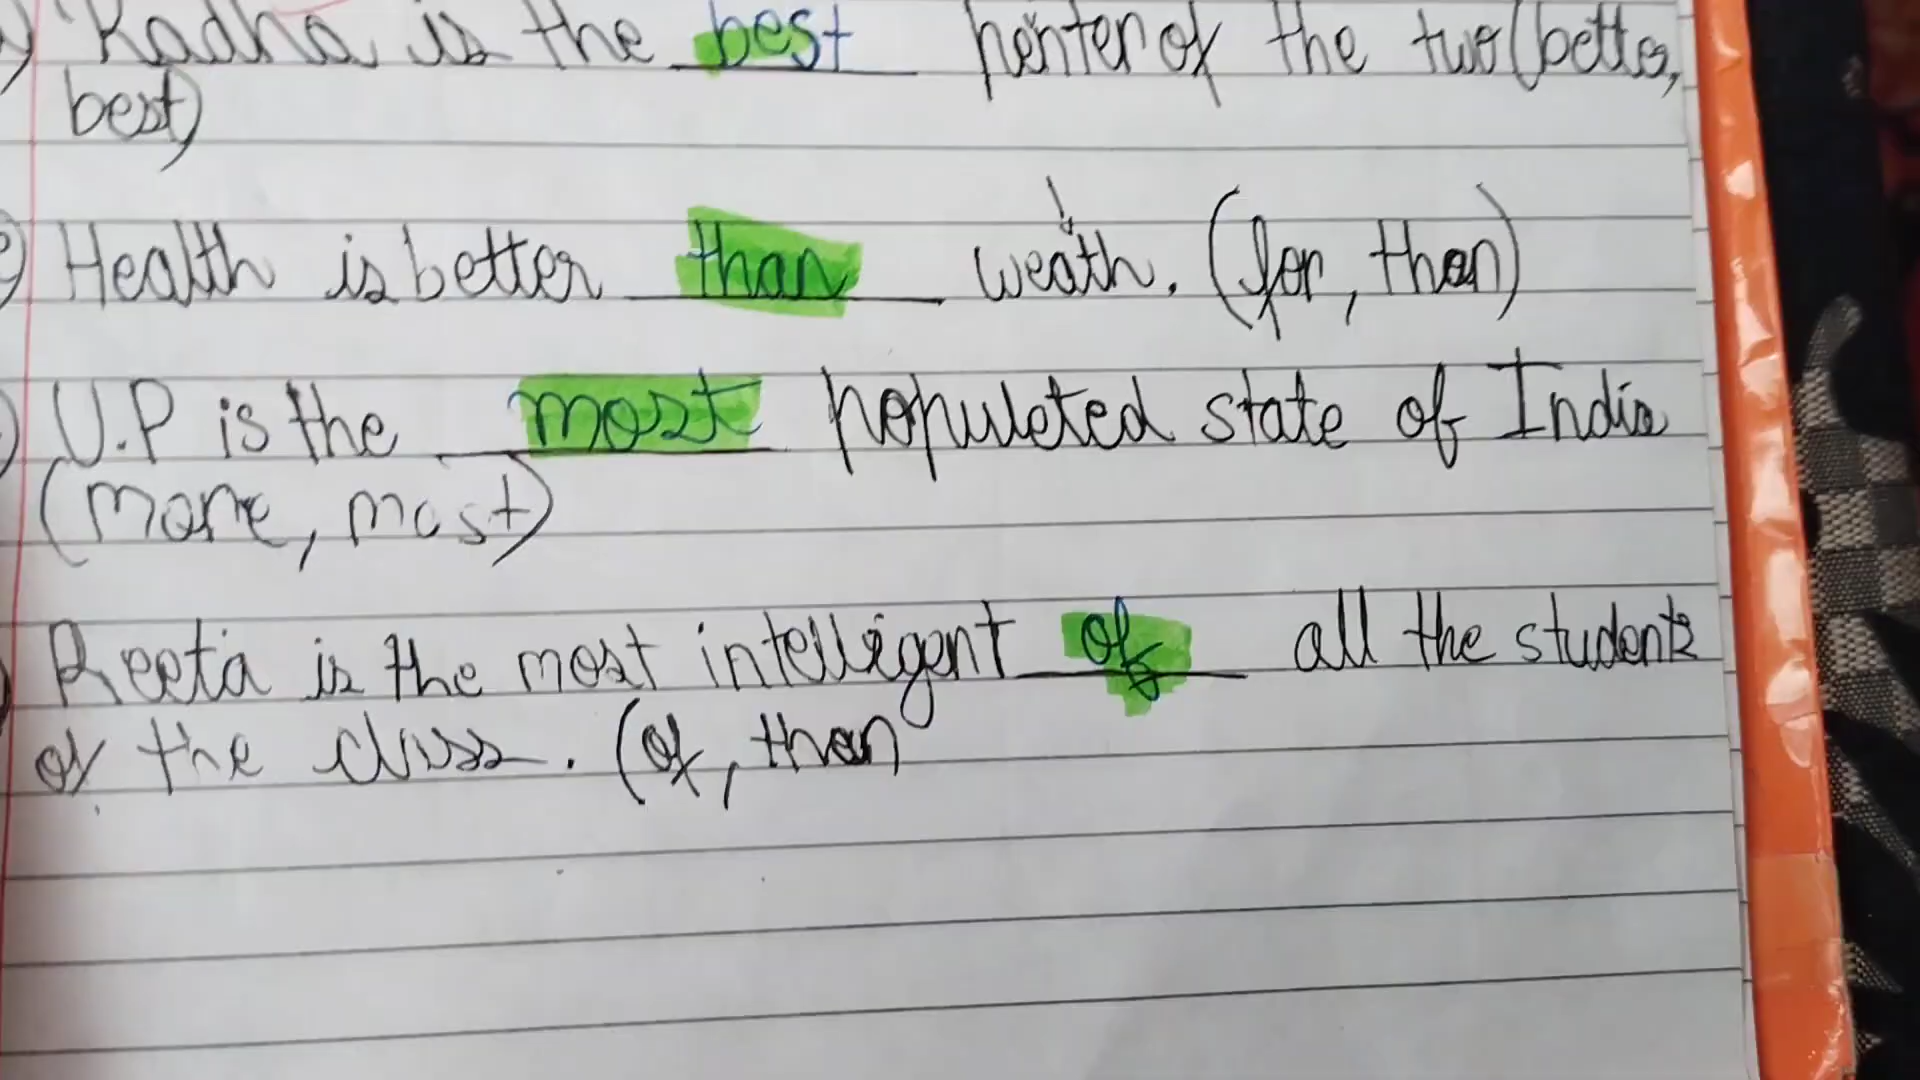 Radha is the best painter of the two (better,
best)
Health is better than weath. (for, than)
l
U.P is the most populated state of India
(more, most)
Reeta is the most intelligent of all the students
of the class. (of, than